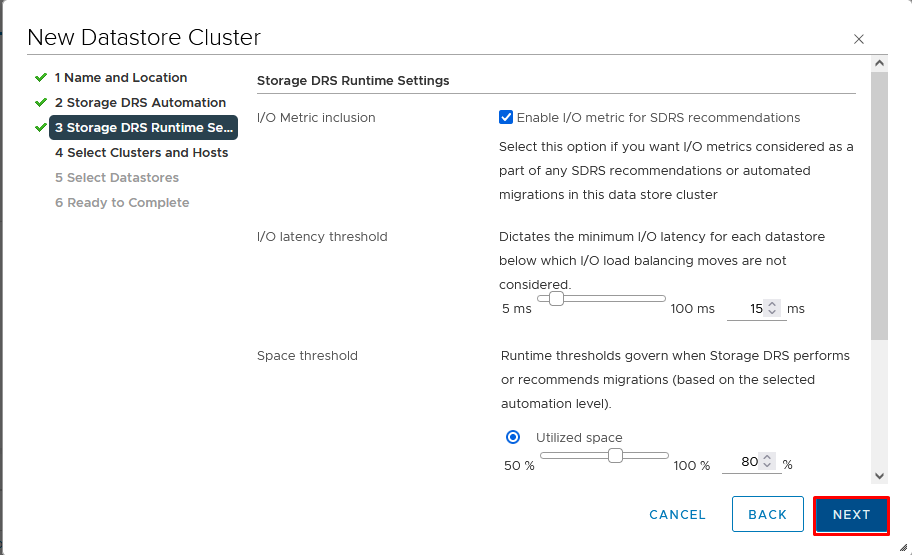 New Datastore Cluster
1 Name and Location
2 Storage DRS Automation
3 Storage DRS Runtime Se...
4 Select Clusters and Hosts
5 Select Datastores
6 Ready to Complete
Storage DRS Runtime Settings
I/O Metric inclusion
Enable I/O metric for SDRS recommendations
Select this option if you want I/O metrics considered as a
part of any SDRS recommendations or automated
migrations in this data store cluster
I/O latency threshold
Dictates the minimum I/O latency for each datastore
below which I/O load balancing moves are not
considered.
5 ms 100 ms 15 ms
Space threshold
Runtime thresholds govern when Storage DRS performs
or recommends migrations (based on the selected
automation level).
Utilized space
50 % 100 % 80 %
CANCEL BACK NEXT